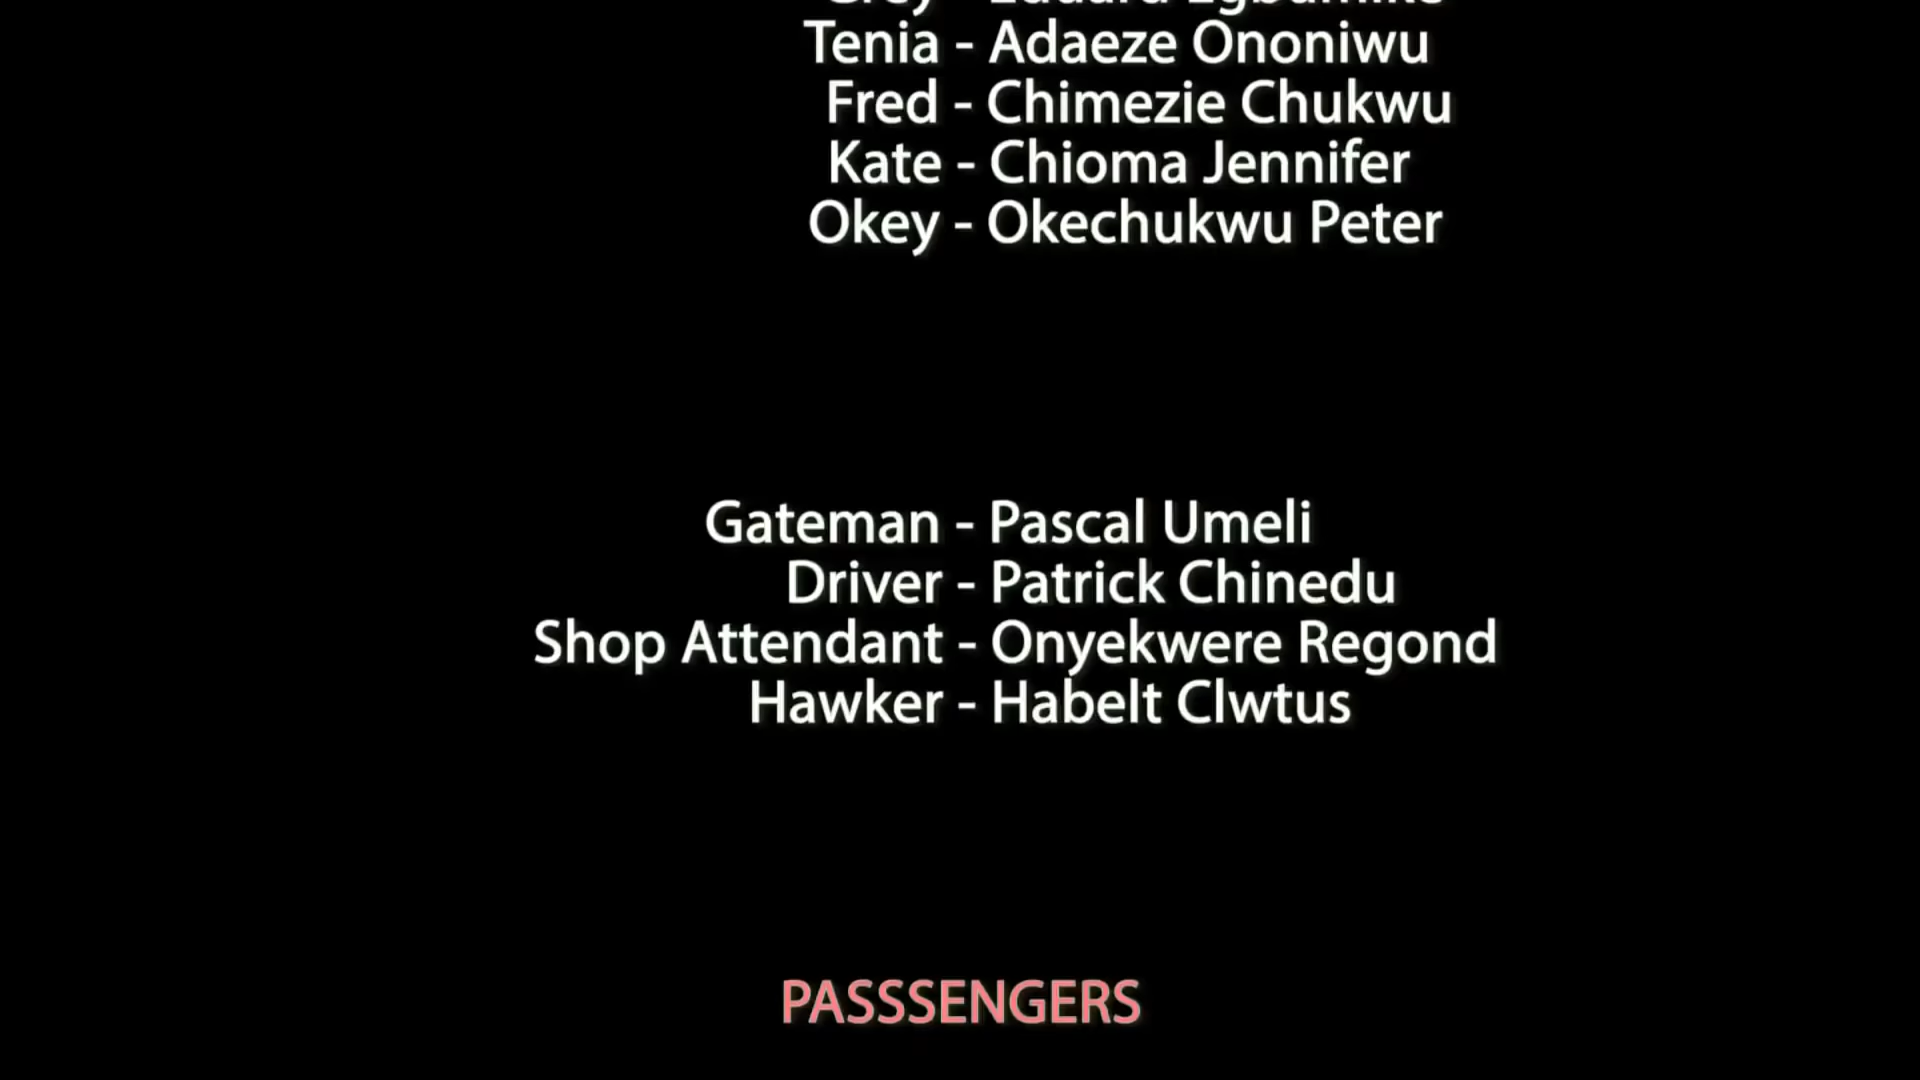 Tenia - Adaeze Ononiwu
Fred - Chimezie Chukwu
Kate - Chioma Jennifer
Okey - Okechukwu Peter
Gateman - Pascal Umeli
Driver - Patrick Chinedu
Shop Attendant - Onyekwere Regond
Hawker - Habelt Clwtus
PASSSENGERS